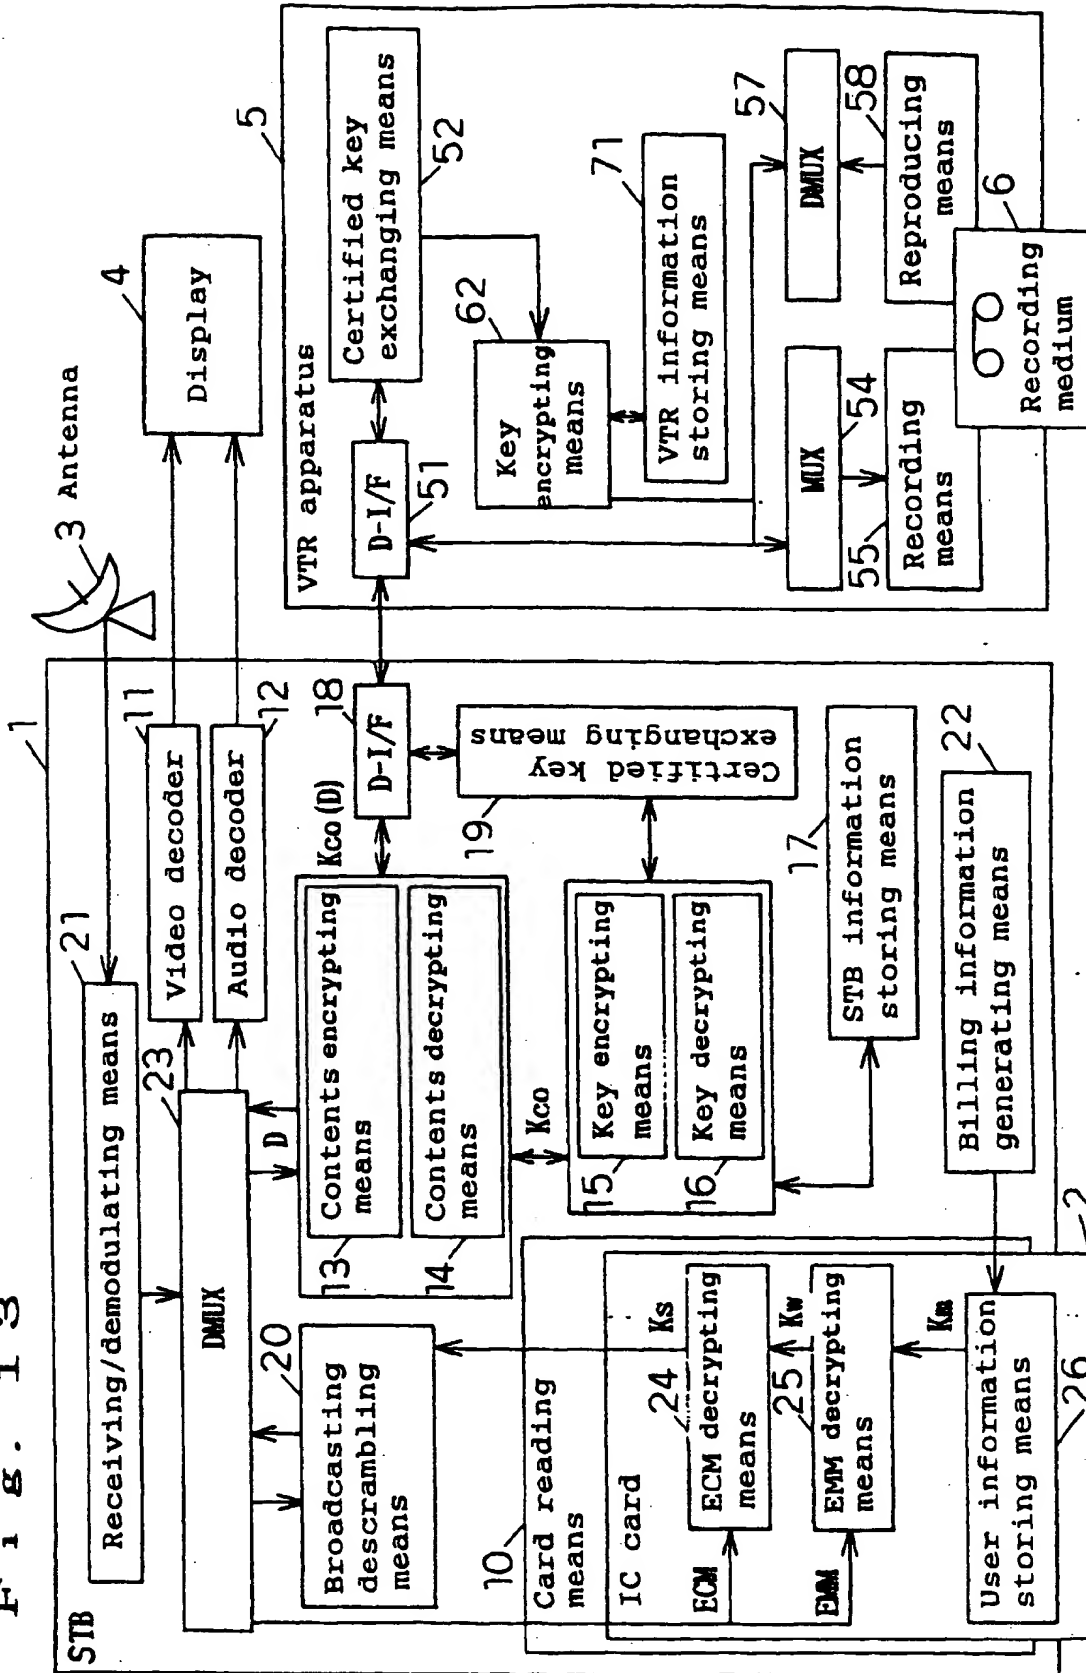 Fig. 13
STB
1
Receiving/demodulating means
21
3
Antenna
DMUX
23
Video decoder
11
Audio decoder
12
4
Display
Broadcasting
descrambling
means
20
D
Contents encrypting
means
13
Contents decrypting
means
14
Kco(D)
D-I/F
18
Certified key
exchanging means
19
Kco
Key encrypting
means
15
Key decrypting
means
16
STB information
storing means
17
Billing information
generating means
22
10
Card reading
means
IC card
2
Ks
24
ECM decrypting
means
ECM
Kw
25
EMM decrypting
means
EMM
Km
User information
storing means
26
5
VTR apparatus
D-I/F
51
Certified key
exchanging means
52
Key
encrypting
means
62
VTR information
storing means
71
MUX
54
DMUX
57
Recording
means
55
Reproducing
means
58
Recording
medium
6